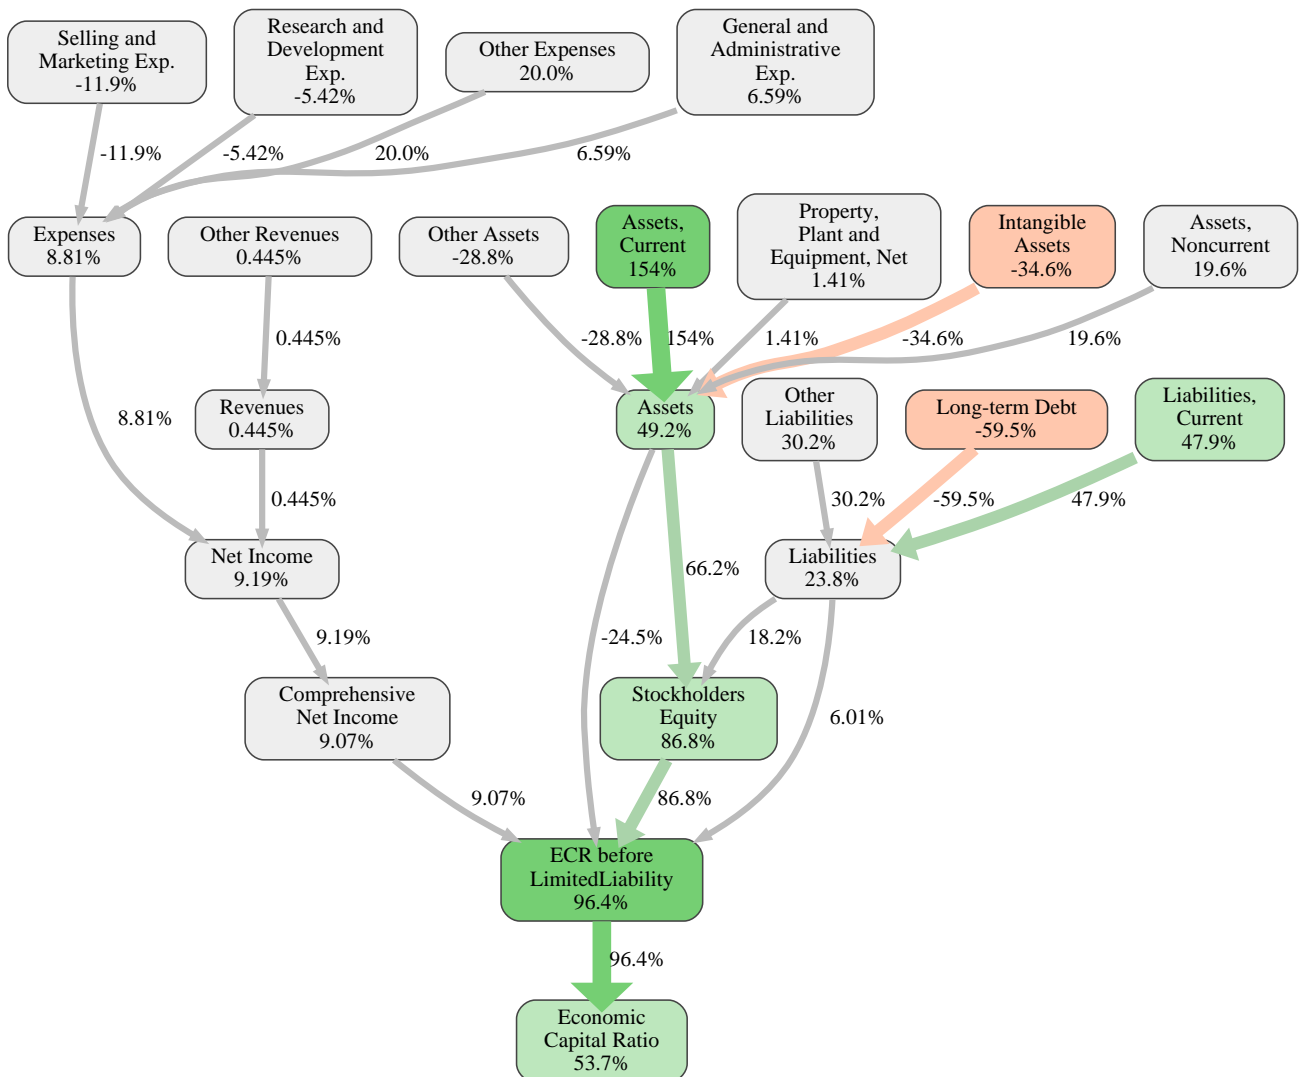 Selling and
Marketing Exp.
-11.9%
Research and
Development
Exp.
-5.42%
Other Expenses
20.0%
General and
Administrative
Exp.
6.59%
-11.9%
-5.42%
20.0%
6.59%
Expenses
8.81%
Other Revenues
0.445%
Other Assets
-28.8%
Assets,
Current
154%
Property,
Plant and
Equipment, Net
1.41%
Intangible
Assets
-34.6%
Assets,
Noncurrent
19.6%
0.445%
-28.8%
154%
1.41%
-34.6%
19.6%
8.81%
Revenues
0.445%
Assets
49.2%
Other
Liabilities
30.2%
Long-term Debt
-59.5%
Liabilities,
Current
47.9%
0.445%
30.2%
-59.5%
47.9%
Net Income
9.19%
66.2%
Liabilities
23.8%
9.19%
-24.5%
18.2%
Comprehensive
Net Income
9.07%
Stockholders
Equity
86.8%
6.01%
9.07%
86.8%
ECR before
LimitedLiability
96.4%
96.4%
Economic
Capital Ratio
53.7%